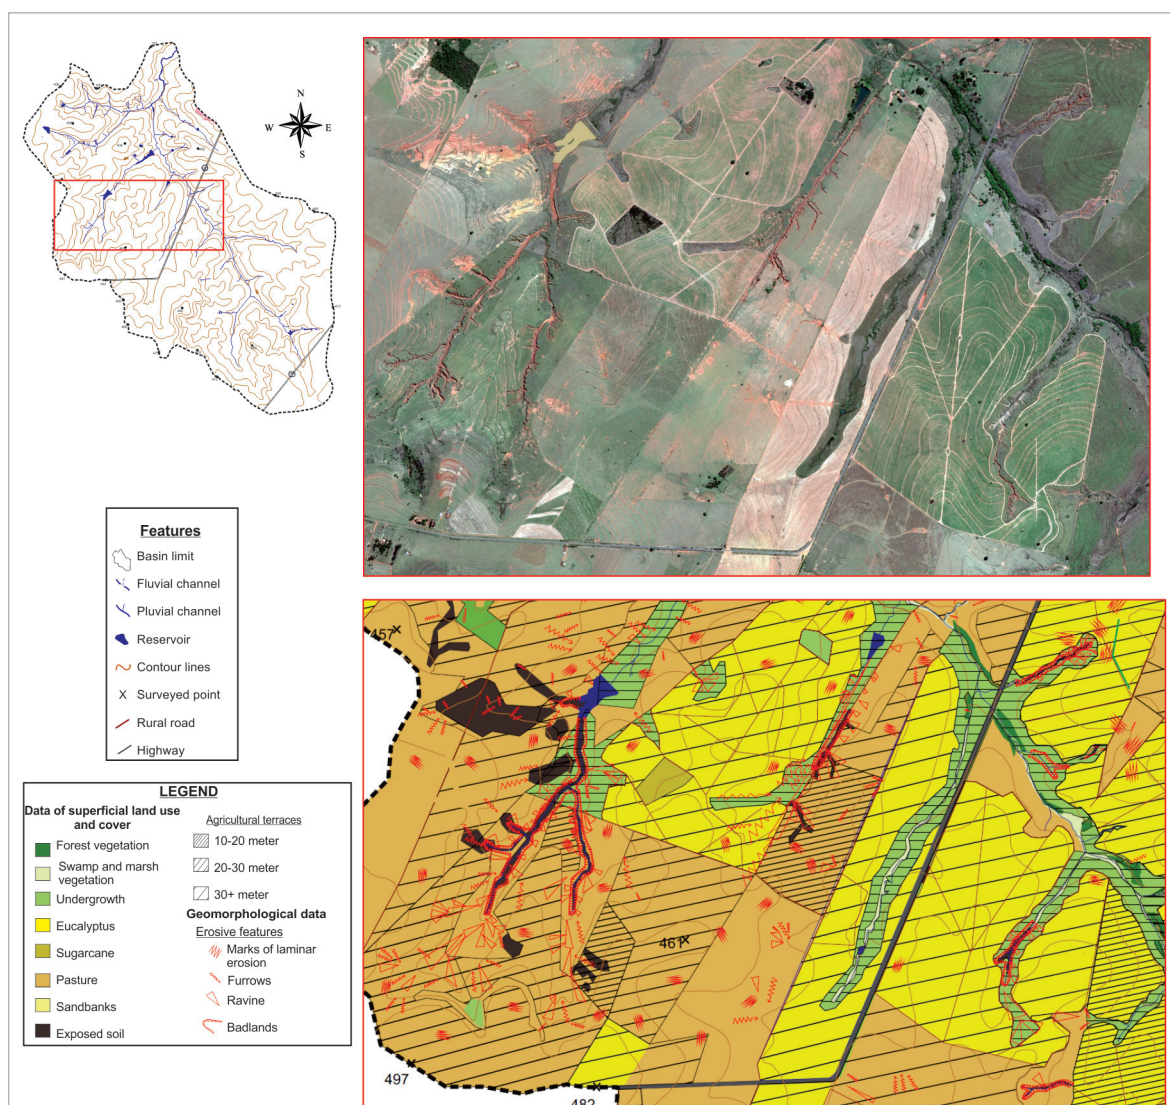 N
W E
S
Features
Basin limit
Fluvial channel
Pluvial channel
Reservoir
Contour lines
Surveyed point
Rural road
Highway
LEGEND
Data of superficial land use
and cover
Forest vegetation
Swamp and marsh
vegetation
Undergrowth
Eucalyptus
Sugarcane
Pasture
Sandbanks
Exposed soil
Agricultural terraces
10-20 meter
20-30 meter
30+ meter
Geomorphological data
Erosive features
Marks of laminar
erosion
Furrows
Ravine
Badlands
457
461
497
482